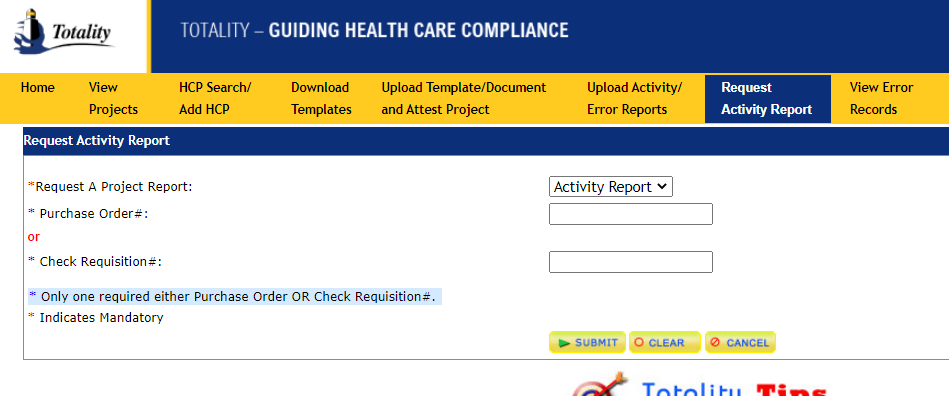 Totality
TOTALITY – GUIDING HEALTH CARE COMPLIANCE
Home
View
Projects
HCP Search/
Add HCP
Download
Templates
Upload Template/Document
and Attest Project
Upload Activity/
Error Reports
Request
Activity Report
View Error
Records
Request Activity Report
*Request A Project Report:
Activity Report
* Purchase Order#:
or
* Check Requisition#:
* Only one required either Purchase Order OR Check Requisition#.
* Indicates Mandatory
SUBMIT
CLEAR
CANCEL
Totality Tips